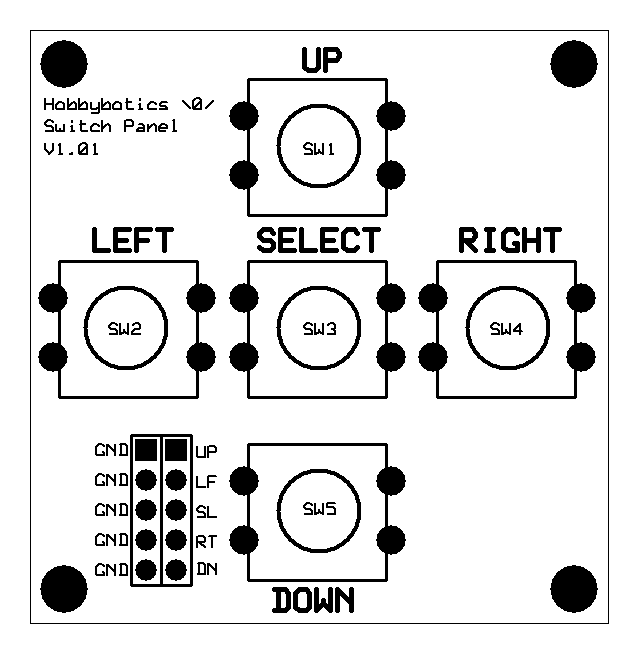 UP
Hobbybotics \0/
Switch Panel
V1.01
SW1
LEFT SELECT RIGHT
SW2 SW3 SW4
GND UP
GND LF
GND SL
GND RT
GND DN
SW5
DOWN